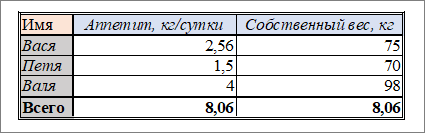 Имя Аппетит, кг/сутки Собственный вес, кг
Вася 2,56 75
Петя 1,5 70
Валя 4 98
Всего 8,06 8,06